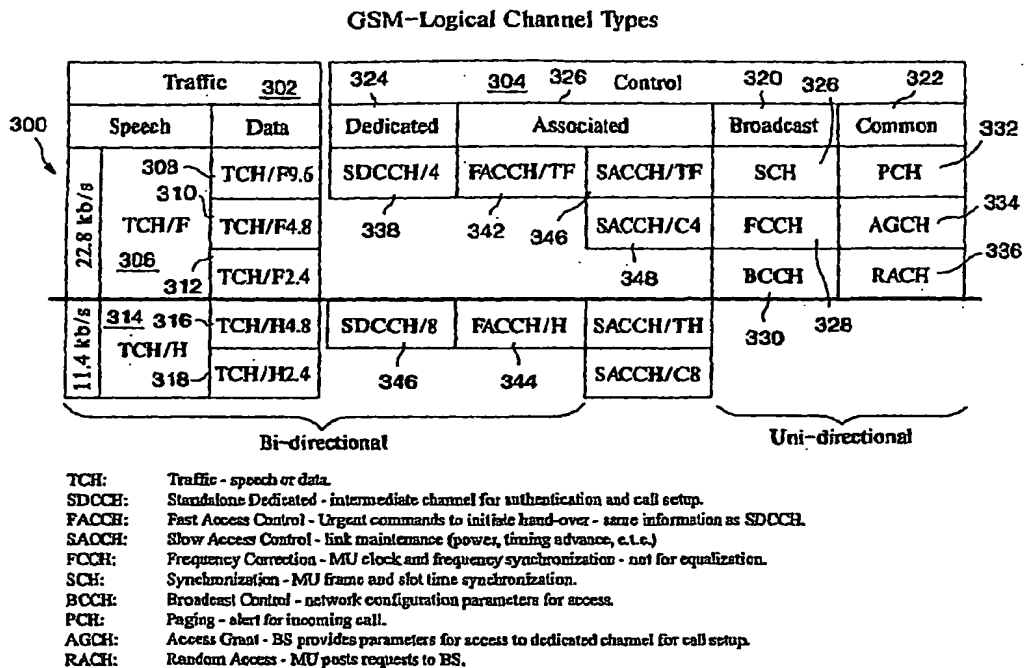 GSM-Logical Channel Types
Traffic 302
324 304 326 Control 320 326 322
300
Speech Data Dedicated Associated Broadcast Common
22.8 kb/s
308 TCH/F9.6 SDCCH/4 FACCH/TF SACCH/TF SCH PCH 332
310
TCH/F TCH/F4.8 338 342 346 SACCH/C4 FCCH AGCH 334
306
312 TCH/F2.4 348 BCCH RACH 336
11.4 kb/s
314 316 TCH/H4.8 SDCCH/8 FACCH/H SACCH/TH 330 328
TCH/H
318 TCH/H2.4 346 344 SACCH/C8
Bi-directional Uni-directional
TCH: Traffic - speech or data.
SDCCH: Standalone Dedicated - intermediate channel for authentication and call setup.
FACCH: Fast Access Control - Urgent commands to initiate hand-over - same information as SDCCH.
SACCH: Slow Access Control - link maintenance (power, timing advance, e.t.c.)
FCCH: Frequency Correction - MU clock and frequency synchronization - not for equalization.
SCH: Synchronization - MU frame and slot time synchronization.
BCCH: Broadcast Control - network configuration parameters for access.
PCH: Paging - alert for incoming call.
AGCH: Access Grant - BS provides parameters for access to dedicated channel for call setup.
RACH: Random Access - MU posts requests to BS.